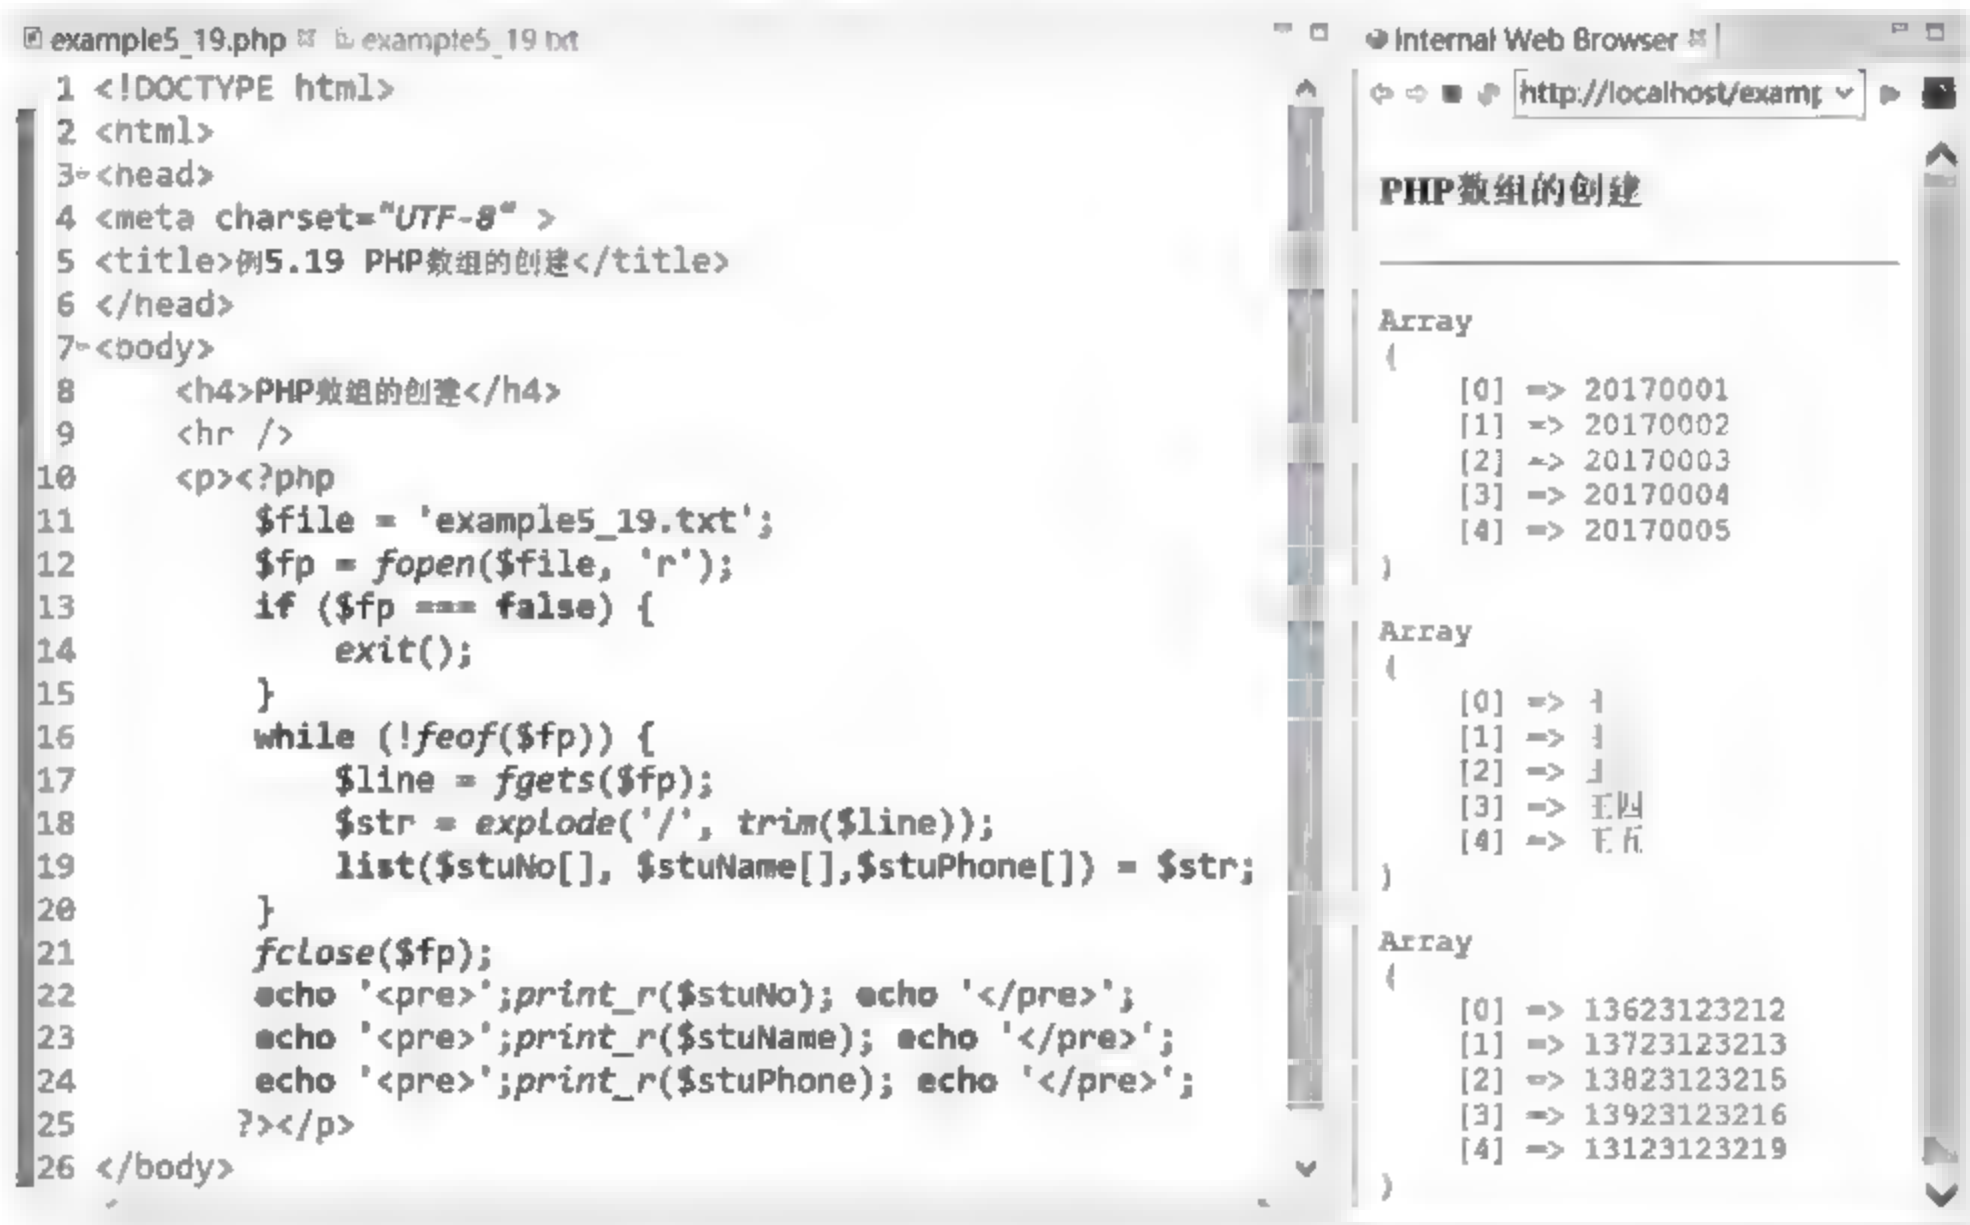 example5_19.php example5_19.txt
1 <!DOCTYPE html>
2 <html>
3 <head>
4 <meta charset="UTF-8" >
5 <title>例5.19 PHP数组的创建</title>
6 </head>
7 <body>
8 <h4>PHP数组的创建</h4>
9 <hr />
10 <p><?php
11 $file = 'example5_19.txt';
12 $fp = fopen($file, 'r');
13 if ($fp === false) {
14 exit();
15 }
16 while (!feof($fp)) {
17 $line = fgets($fp);
18 $str = explode('/', trim($line));
19 list($stuNo[], $stuName[],$stuPhone[]) = $str;
20 }
21 fclose($fp);
22 echo '<pre>';print_r($stuNo); echo '</pre>';
23 echo '<pre>';print_r($stuName); echo '</pre>';
24 echo '<pre>';print_r($stuPhone); echo '</pre>';
25 ?></p>
26 </body>
Internal Web Browser
http://localhost/examp
PHP数组的创建
Array
(
[0] => 20170001
[1] => 20170002
[2] => 20170003
[3] => 20170004
[4] => 20170005
)
Array
(
[0] =>
[1] =>
[2] =>
[3] => 王四
[4] => 王五
)
Array
(
[0] => 13623123212
[1] => 13723123213
[2] => 13823123215
[3] => 13923123216
[4] => 13123123219
)